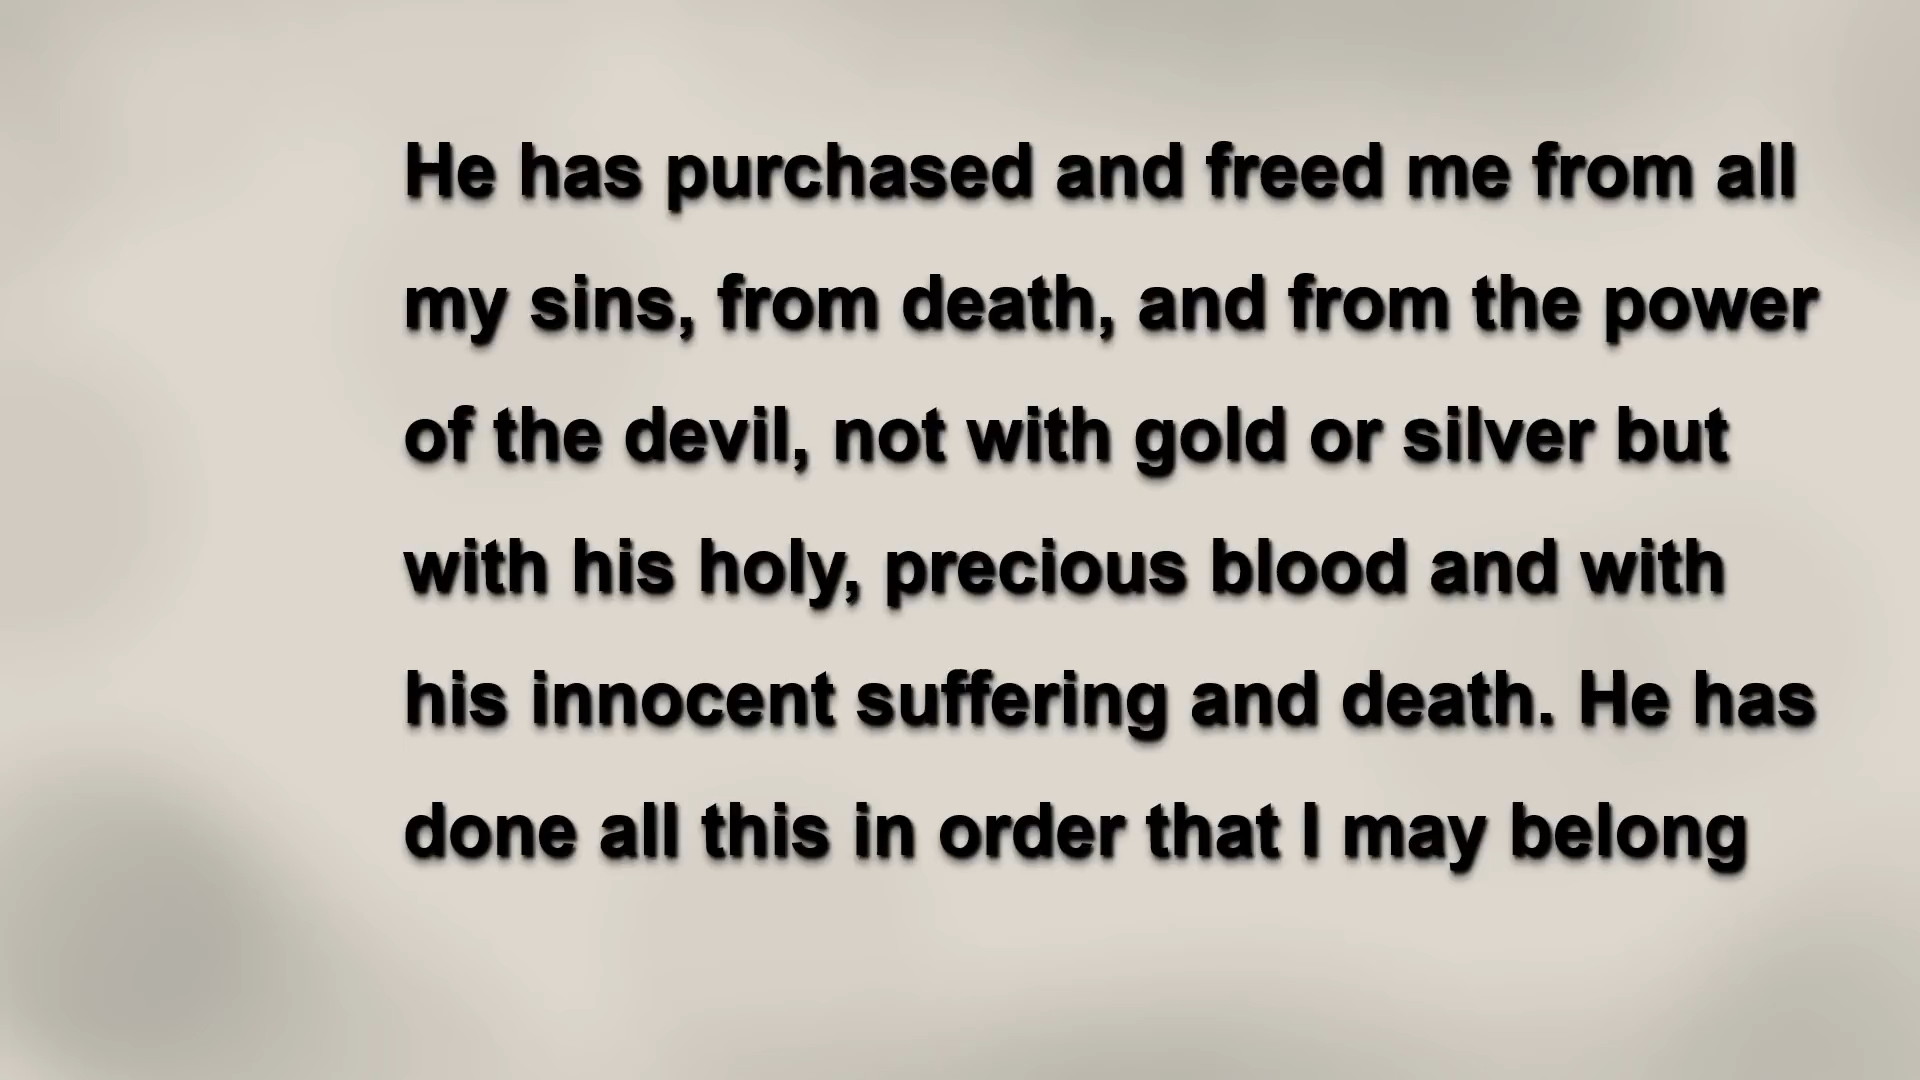 He has purchased and freed me from all
my sins, from death, and from the power
of the devil, not with gold or silver but
with his holy, precious blood and with
his innocent suffering and death. He has
done all this in order that I may belong